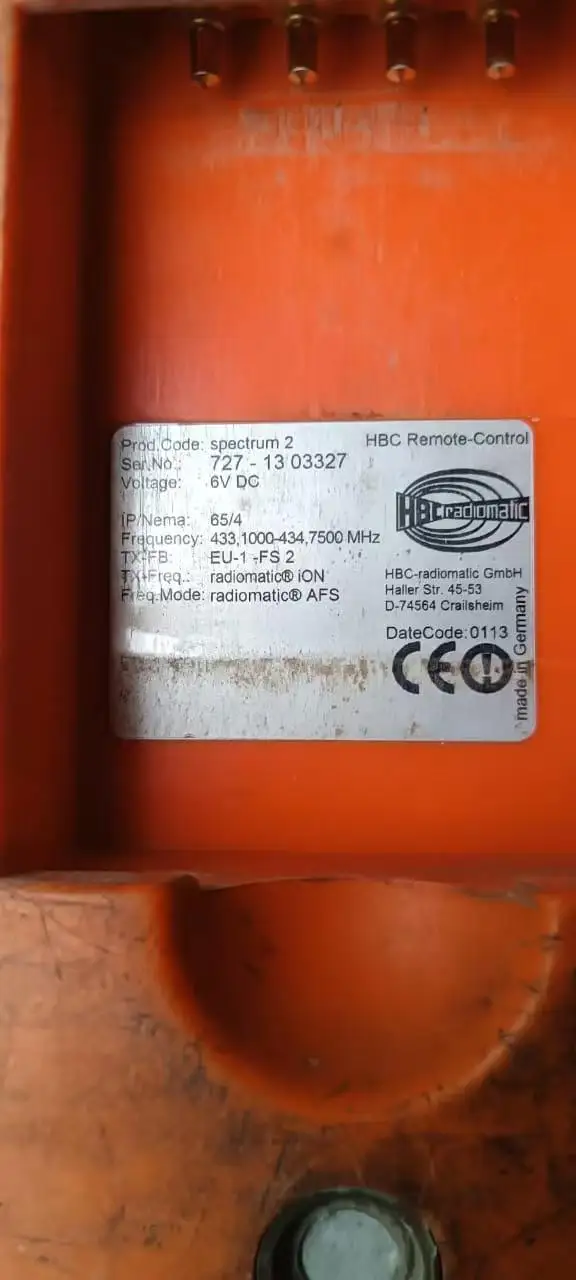 Prod.Code: spectrum 2 HBC Remote-Control
Ser.No.: 727 - 13 03327
Voltage: 6V DC
HBC radiomatic
IP/Nema: 65/4
Frequency: 433,1000-434,7500 MHz
TX-FB: EU-1 -FS 2
TX-Freq.: radiomatic® iON
Freq.Mode: radiomatic® AFS
HBC-radiomatic GmbH
Haller Str. 45-53
D-74564 Crailsheim
DateCode: 0113
CE
made in Germany